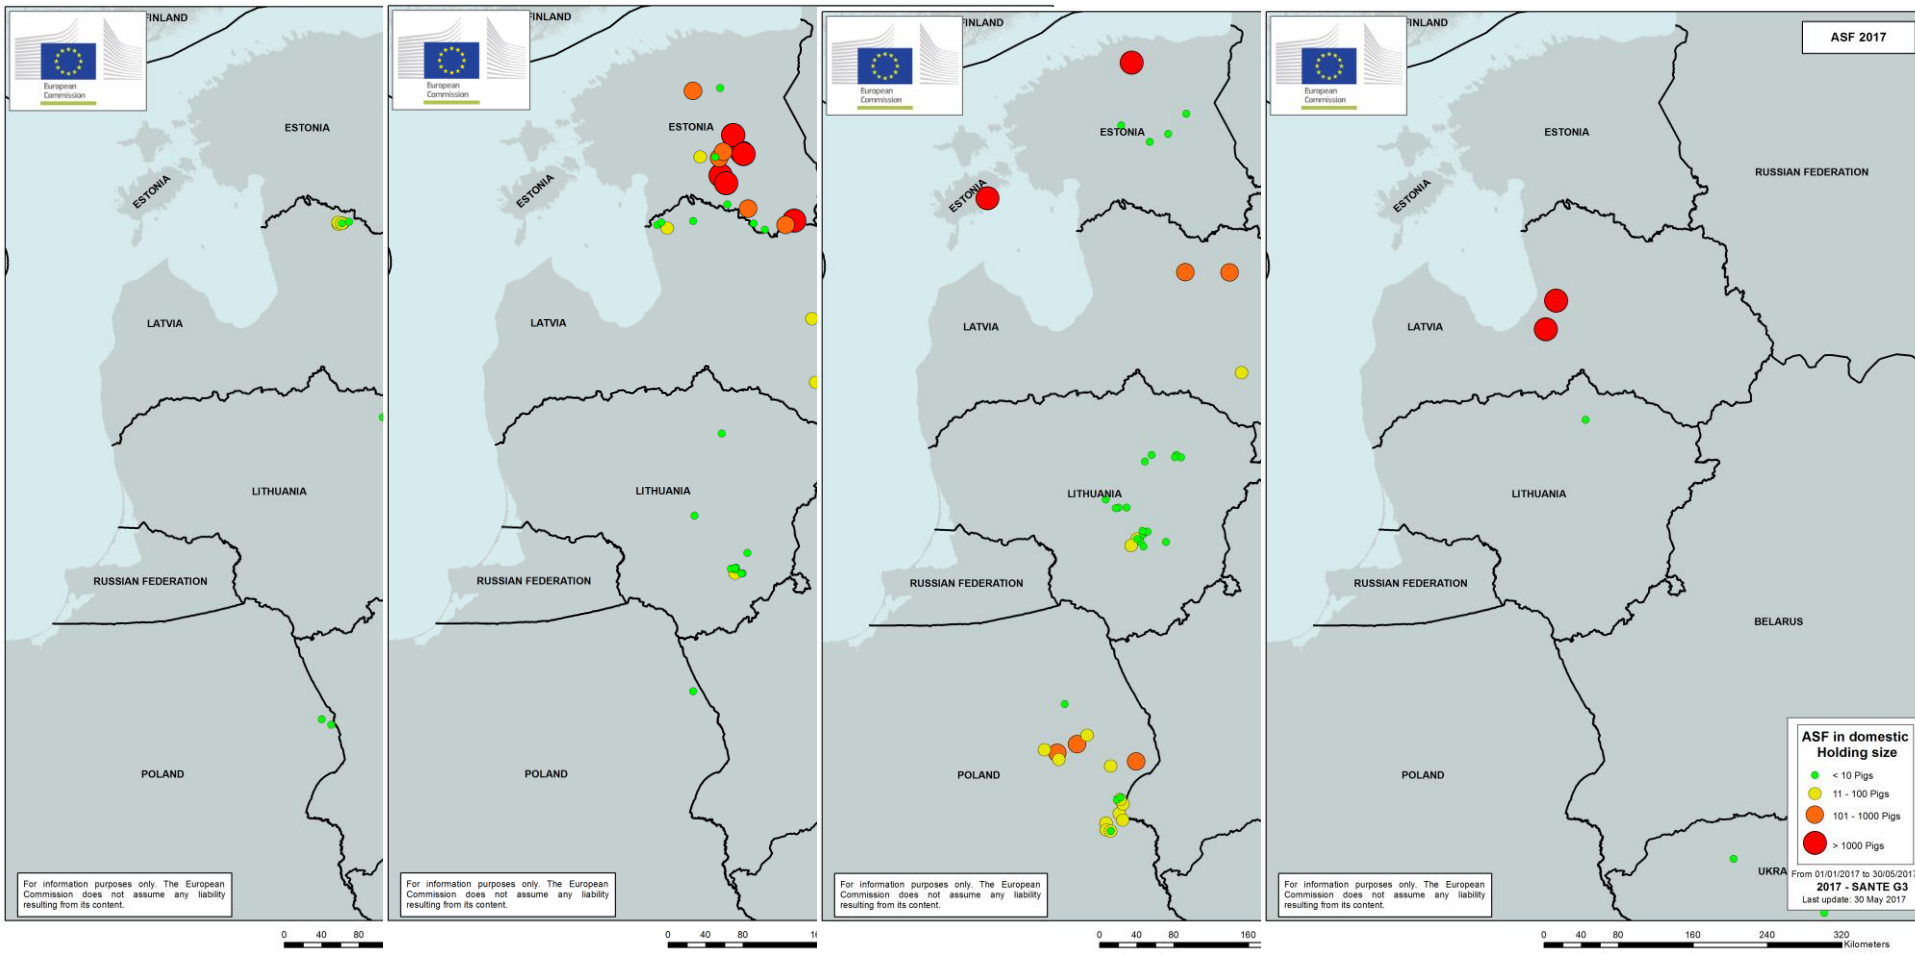 FINLAND
European
Commission
ESTONIA
ESTONIA
LATVIA
LITHUANIA
RUSSIAN FEDERATION
POLAND
For information purposes only. The European
Commission does not assume any liability
resulting from its content.
0 40 80
FINLAND
European
Commission
ESTONIA
ESTONIA
LATVIA
LITHUANIA
RUSSIAN FEDERATION
POLAND
For information purposes only. The European
Commission does not assume any liability
resulting from its content.
0 40 80 16
FINLAND
European
Commission
ESTONIA
ESTONIA
LATVIA
LITHUANIA
RUSSIAN FEDERATION
POLAND
For information purposes only. The European
Commission does not assume any liability
resulting from its content.
0 40 80 160
FINLAND
European
Commission
ASF 2017
ESTONIA
RUSSIAN FEDERATION
ESTONIA
LATVIA
LITHUANIA
RUSSIAN FEDERATION
BELARUS
POLAND
UKRA
ASF in domestic
Holding size
< 10 Pigs
11 - 100 Pigs
101 - 1000 Pigs
> 1000 Pigs
From 01/01/2017 to 30/05/2017
2017 - SANTE G3
Last update: 30 May 2017
For information purposes only. The European
Commission does not assume any liability
resulting from its content.
0 40 80 160 240 320
Kilometers